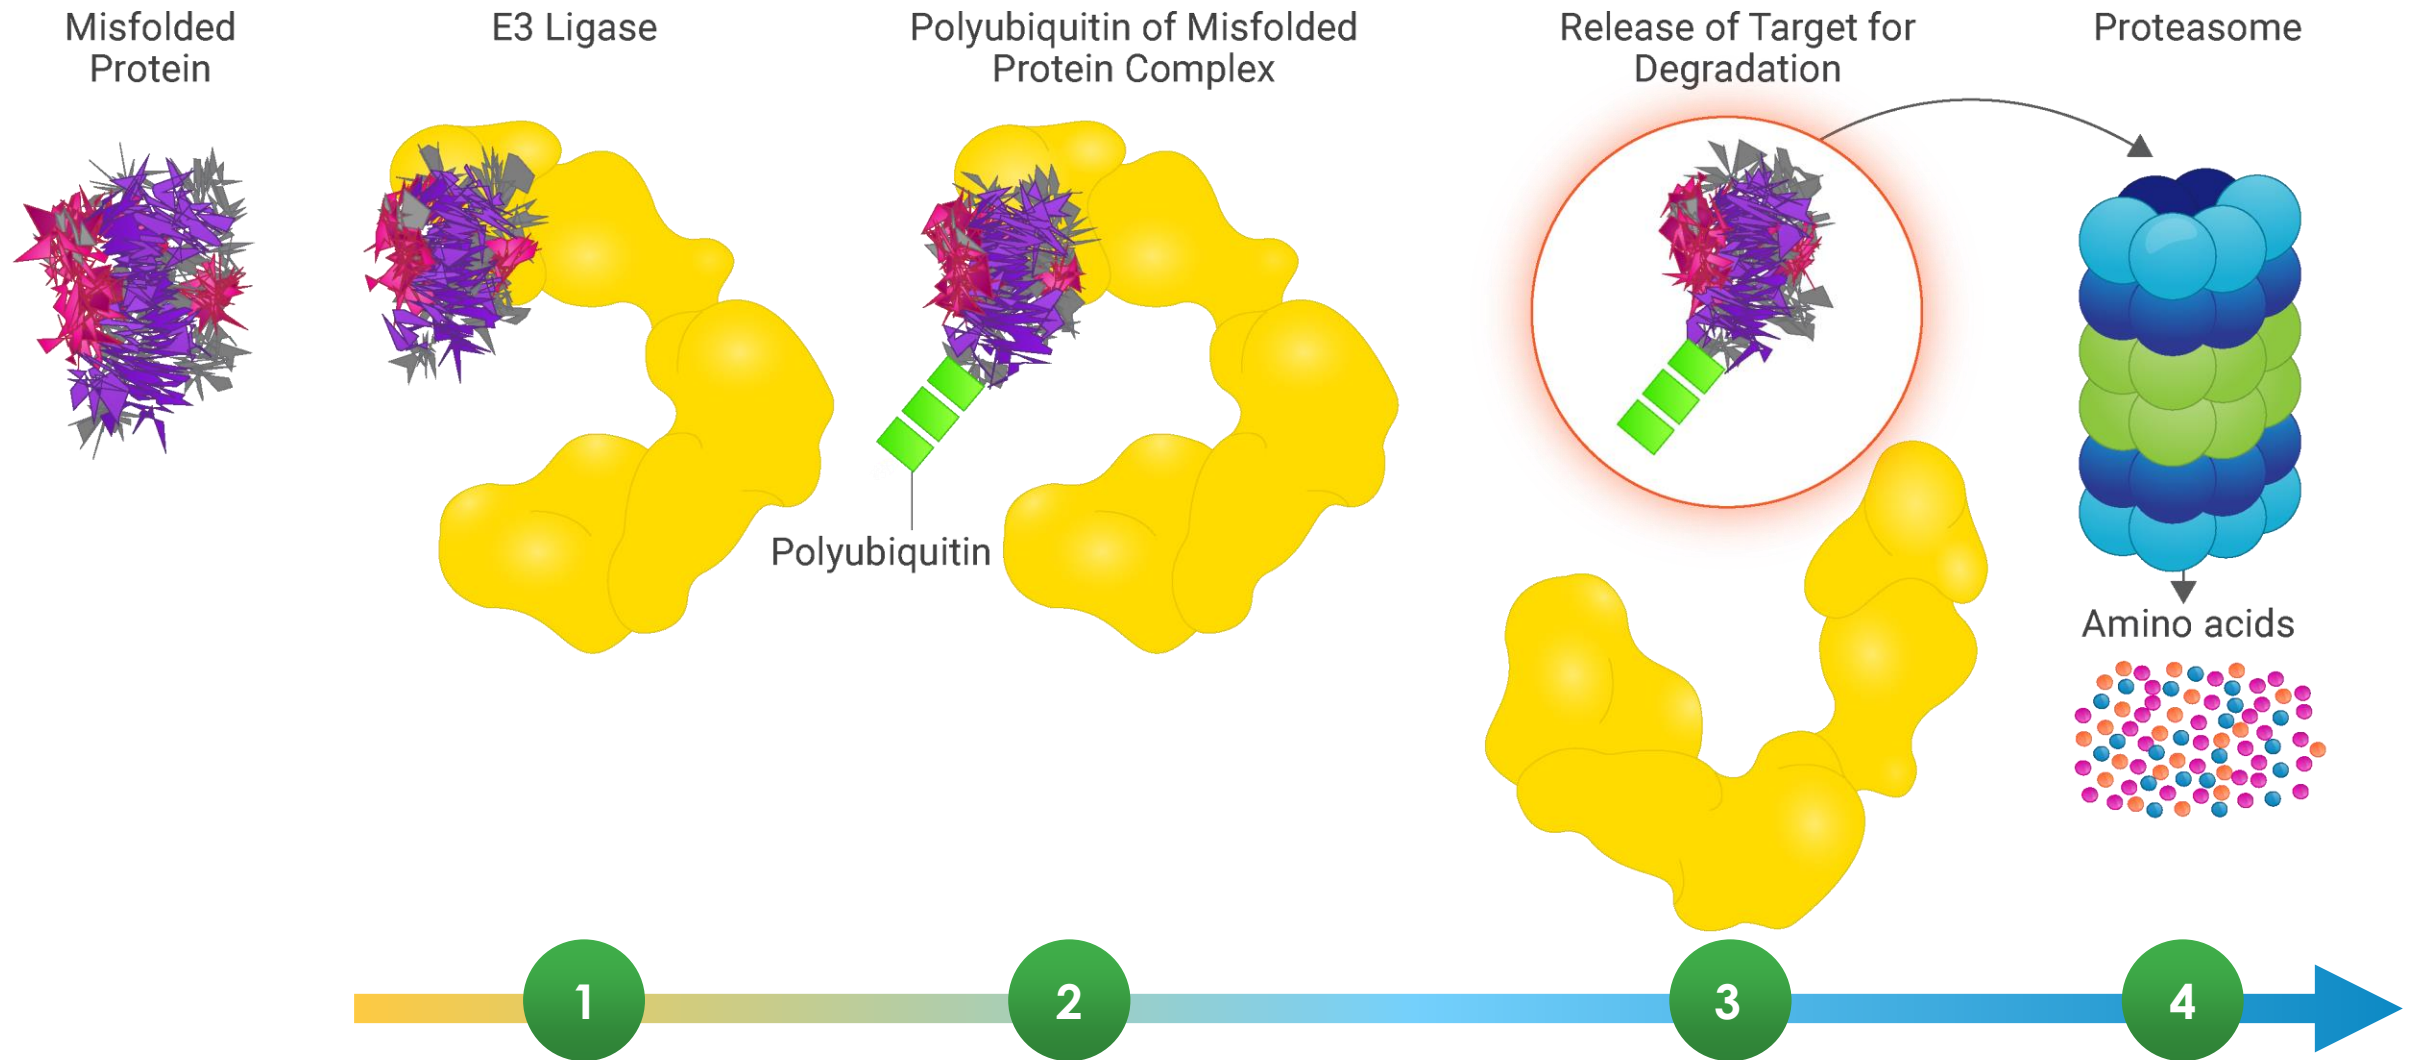 Misfolded
Protein
E3 Ligase
Polyubiquitin of Misfolded
Protein Complex
Release of Target for
Degradation
Proteasome
Polyubiquitin
Amino acids
1
2
3
4